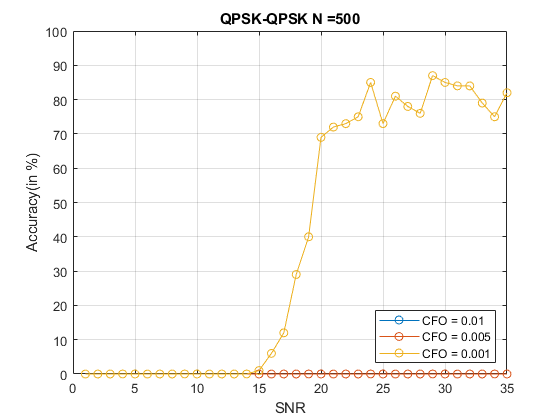 QPSK-QPSK N =500
Accuracy(in %)
100
90
80
70
60
50
40
30
20
10
0
0 5 10 15 20 25 30 35
SNR
CFO = 0.01
CFO = 0.005
CFO = 0.001